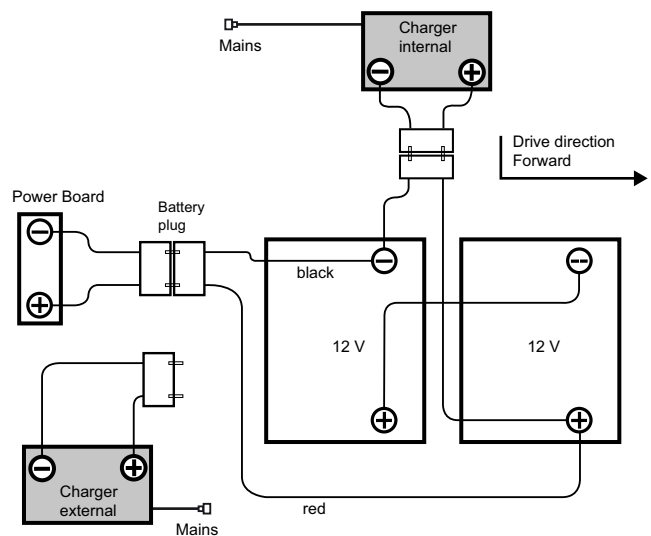 Charger
internal
Mains
Drive direction
Forward
Power Board
Battery
plug
black
12 V
12 V
Charger
external
red
Mains